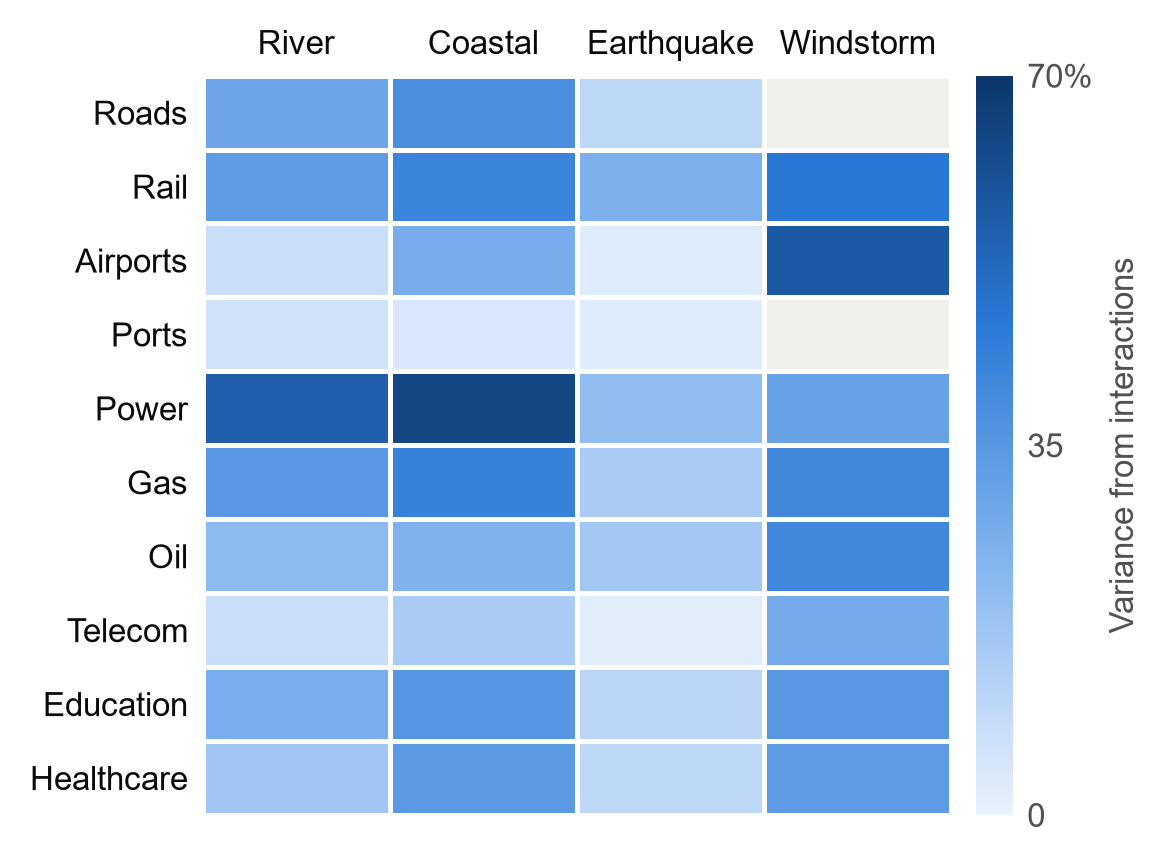 River Coastal Earthquake Windstorm
70%
Roads
Rail
Airports
Ports
Power
35
Gas
Oil
Telecom
Education
Healthcare
0
Variance from interactions